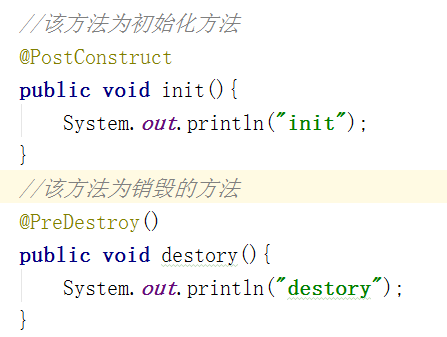 //该方法为初始化方法
@PostConstruct
public void init(){
    System.out.println("init");
}
//该方法为销毁的方法
@PreDestroy()
public void destory(){
    System.out.println("destory");
}